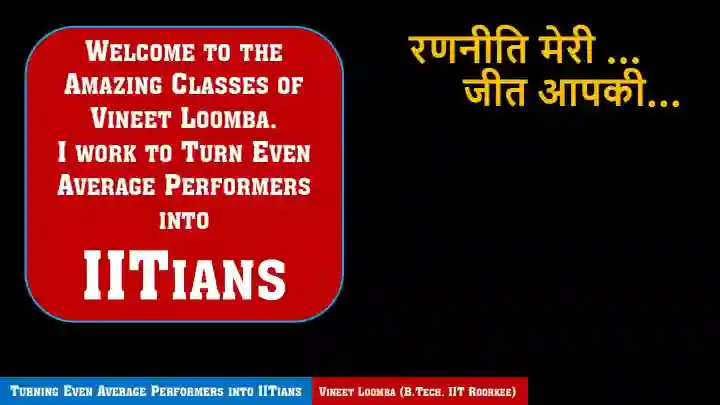 Welcome to the
Amazing Classes of
Vineet Loomba.
I work to Turn Even
Average Performers
into
IITians
रणनीति मेरी ...
जीत आपकी...
Turning Even Average Performers into IITians
Vineet Loomba (B.Tech. IIT Roorkee)